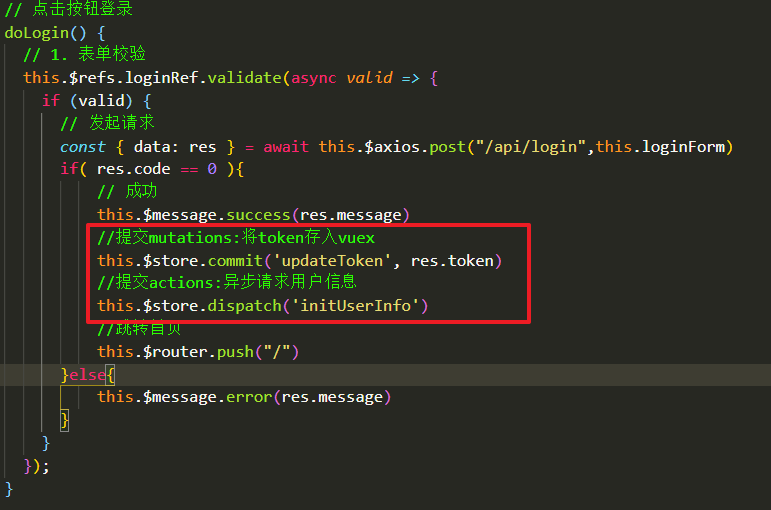 // 点击按钮登录
doLogin() {
// 1. 表单校验
this.$refs.loginRef.validate(async valid => {
if (valid) {
// 发起请求
const { data: res } = await this.$axios.post("/api/login",this.loginForm)
if( res.code == 0 ){
// 成功
this.$message.success(res.message)
//提交mutations:将token存入vuex
this.$store.commit('updateToken', res.token)
//提交actions:异步请求用户信息
this.$store.dispatch('initUserInfo')
//跳转首页
this.$router.push("/")
}else{
this.$message.error(res.message)
}
}
});
}